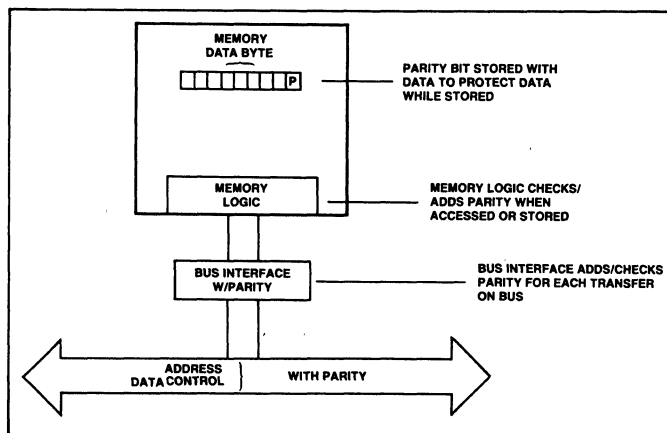 MEMORY
DATA BYTE
P
PARITY BIT STORED WITH
DATA TO PROTECT DATA
WHILE STORED
MEMORY
LOGIC
MEMORY LOGIC CHECKS/
ADDS PARITY WHEN
ACCESSED OR STORED
BUS INTERFACE
W/PARITY
BUS INTERFACE ADDS/CHECKS
PARITY FOR EACH TRANSFER
ON BUS
ADDRESS
DATA CONTROL
WITH PARITY